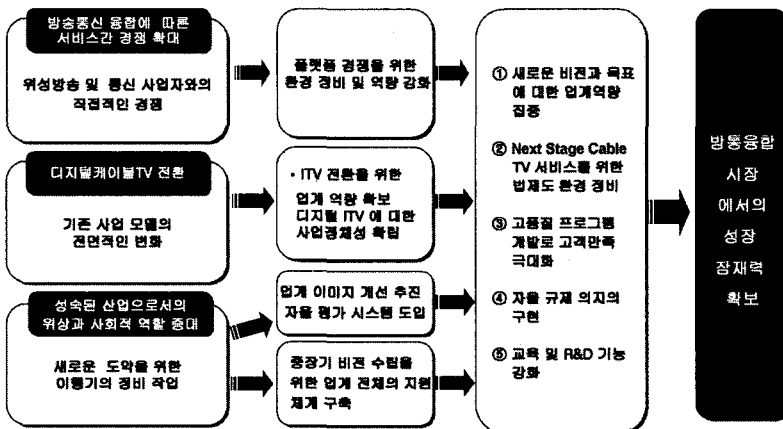 방송통신 융합에 따른
서비스간 경쟁 확대
위성방송 및 통신 사업자와의
직접적인 경쟁
플랫폼 경쟁을 위한
환경 정비 및 역량 강화
디지털케이블TV 전환
기존 사업 모델의
전면적인 변화
• ITV 전환을 위한
업계 역량 확보
디지털 ITV 에 대한
사업정체성 확립
성숙된 산업으로서의
위상과 사회적 역할 증대
새로운 도약을 위한
이행기의 정비 작업
업계 이미지 개선 추진
자율 평가 시스템 도입
중장기 비전 수립을
위한 업계 전체의 지원
체계 구축
① 새로운 비전과 목표
에 대한 업계역량
집중
② Next Stage Cable
TV 서비스를 위한
법제도 환경 정비
③ 고품질 프로그램
개발로 고객만족
극대화
④ 자율 규제 의지의
구현
⑤ 교육 및 R&D 기능
강화
방통융합
시장
에서의
성장
잠재력
확보